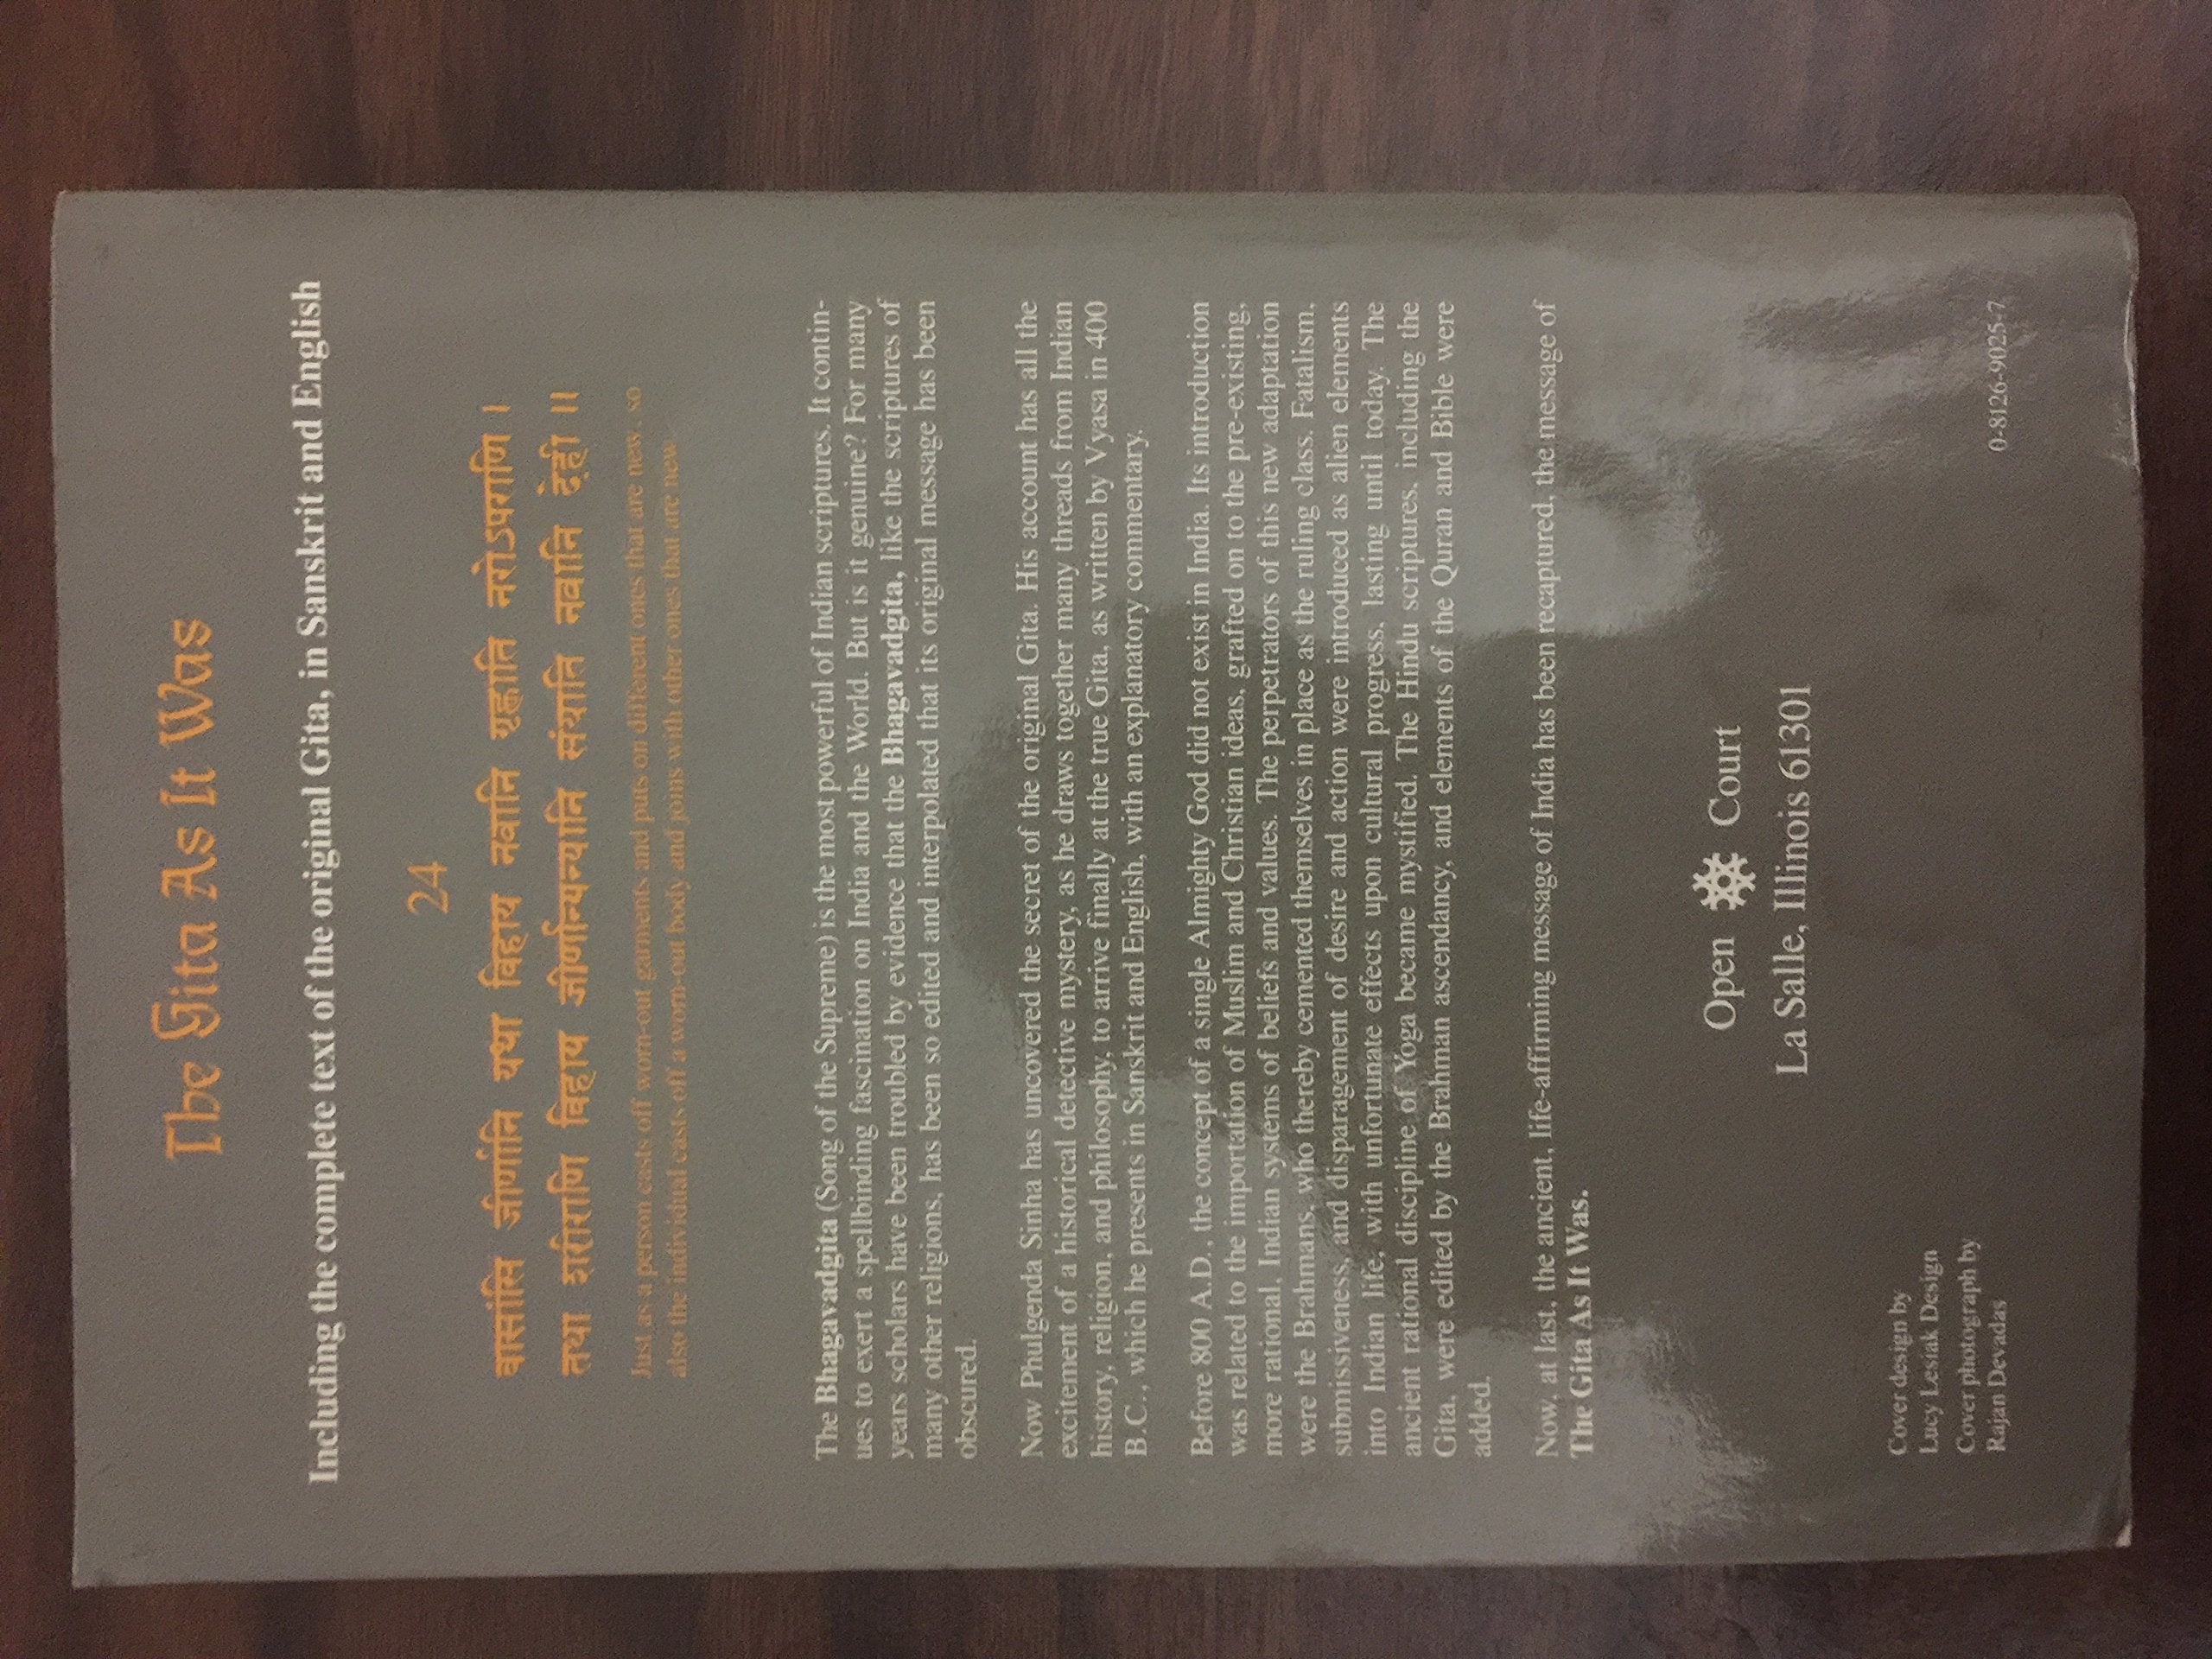 The Gita As It Was
Including the complete text of the original Gita, in Sanskrit and English
24
वासांसि जीर्णानि यथा विहाय नवानि गृह्णाति नरोऽपराणि ।
तथा शरीराणि विहाय जीर्णान्यन्यानि संयाति नवानि देही ॥
Just as a person casts off worn-out garments and puts on different ones that are new, so
also the individual casts off a worn-out body and joins with other ones that are new.
The Bhagavadgita (Song of the Supreme) is the most powerful of Indian scriptures. It contin-
ues to exert a spellbinding fascination on India and the World. But is it genuine? For many
years scholars have been troubled by evidence that the Bhagavadgita, like the scriptures of
many other religions, has been so edited and interpolated that its original message has been
obscured.
Now Phulgenda Sinha has uncovered the secret of the original Gita. His account has all the
excitement of a historical detective mystery, as he draws together many threads from Indian
history, religion, and philosophy, to arrive finally at the true Gita, as written by Vyasa in 400
B.C., which he presents in Sanskrit and English, with an explanatory commentary.
Before 800 A.D., the concept of a single Almighty God did not exist in India. Its introduction
was related to the importation of Muslim and Christian ideas, grafted on to the pre-existing,
more rational, Indian systems of beliefs and values. The perpetrators of this new adaptation
were the Brahmans, who thereby cemented themselves in place as the ruling class. Fatalism,
submissiveness, and disparagement of desire and action were introduced as alien elements
into Indian life, with unfortunate effects upon cultural progress, lasting until today. The
ancient rational discipline of Yoga became mystified. The Hindu scriptures, including the
Gita, were edited by the Brahman ascendancy, and elements of the Quran and Bible were
added.
Now, at last, the ancient, life-affirming message of India has been recaptured, the message of
The Gita As It Was.
Open Court
La Salle, Illinois 61301
Cover design by
Lucy Lesiak Design
Cover photograph by
Rajan Devadas
0-8126-9025-7